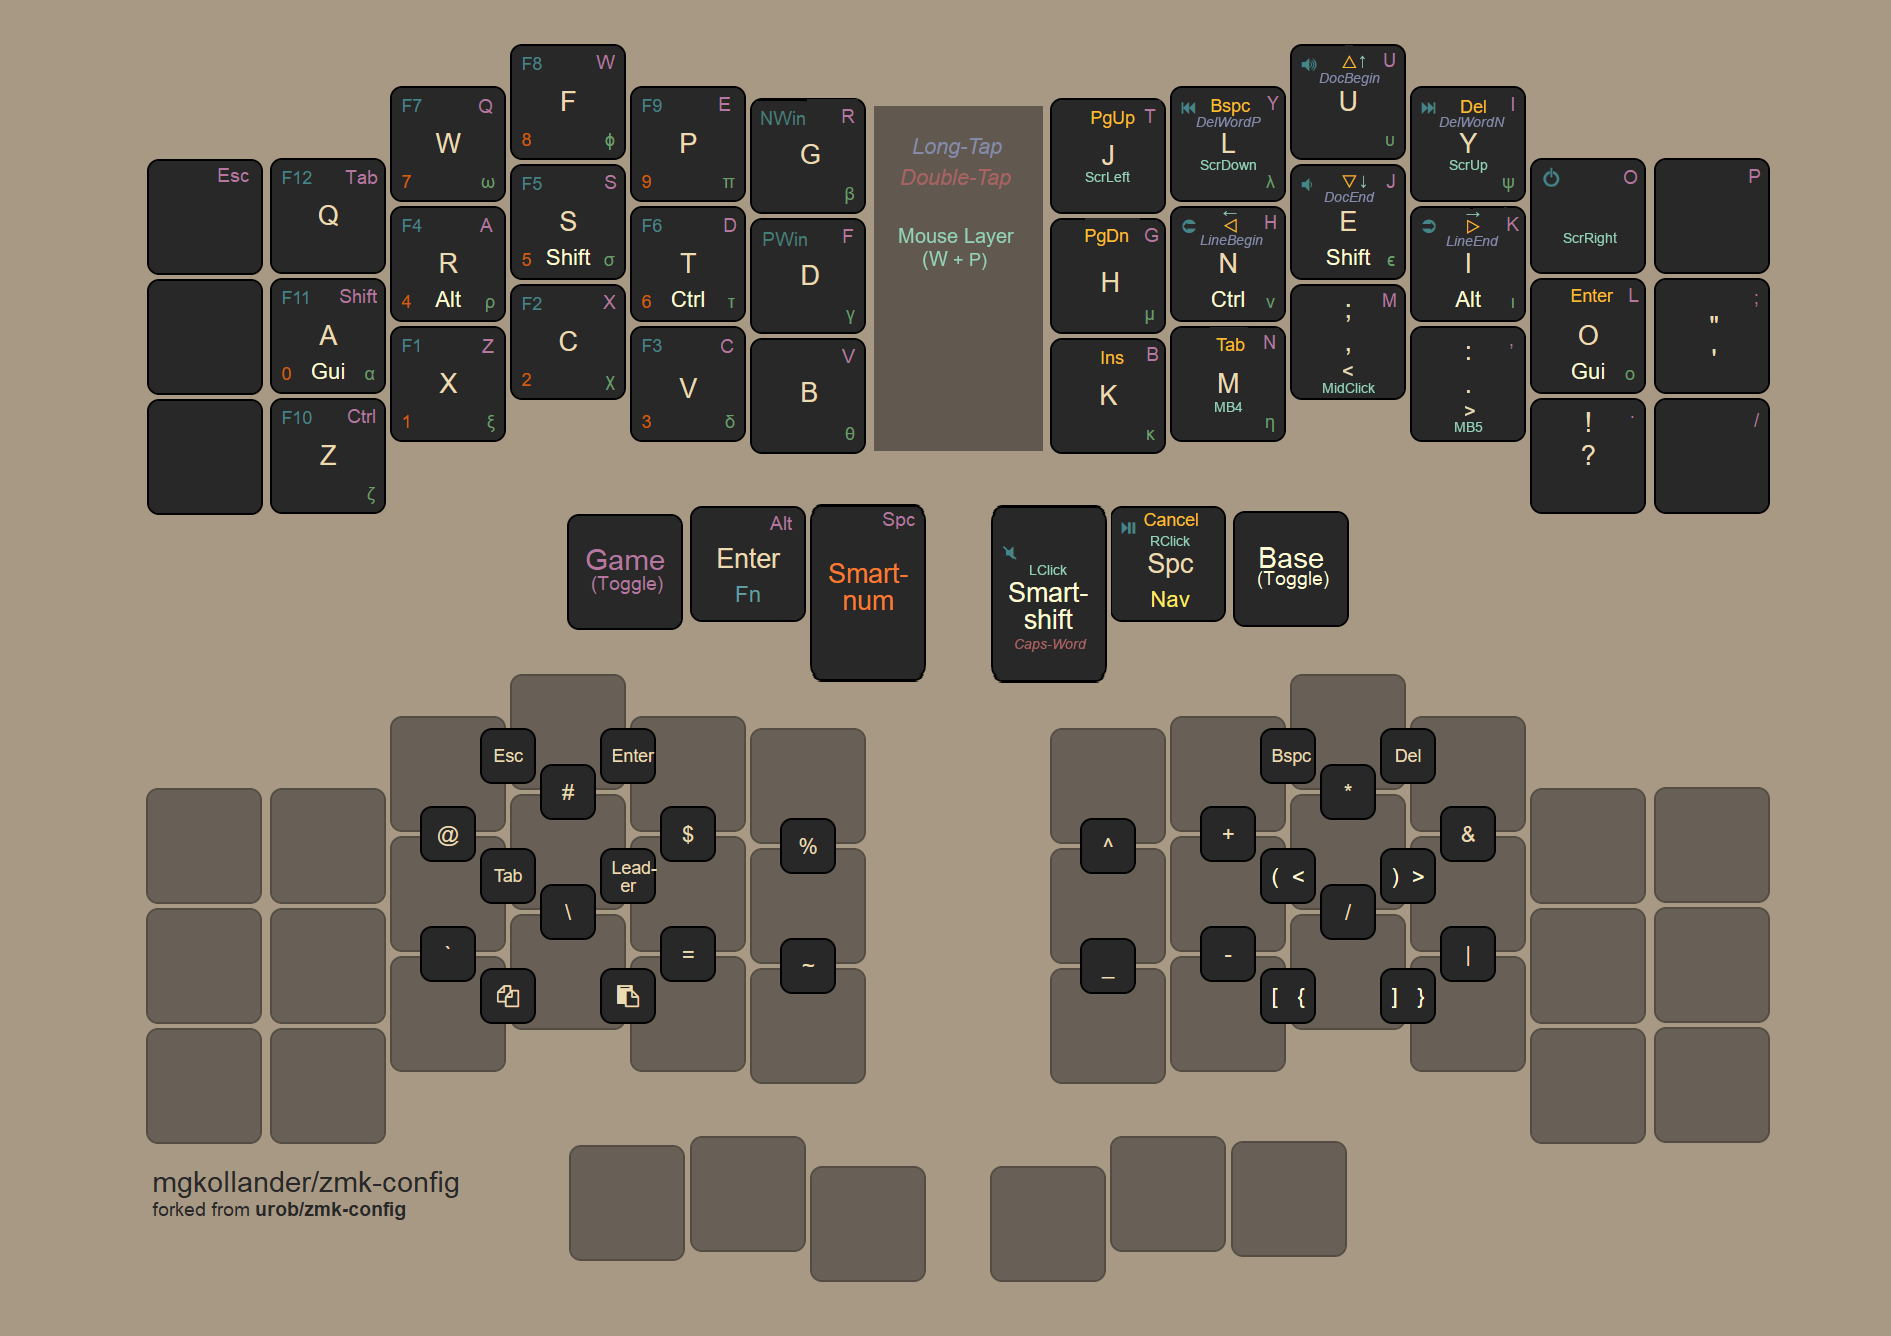 Esc
F12 Tab
Q
F7 Q
W
7 ω
F8 W
F
8 ϕ
F9 E
P
9 π
NWin R
G
β
F11 Shift
A
0 Gui α
F4 A
R
4 Alt ρ
F5 S
S
5 Shift σ
F6 D
T
6 Ctrl τ
PWin F
D
γ
F10 Ctrl
Z
ζ
F1 Z
X
1 ξ
F2 X
C
2 χ
F3 C
V
3 δ
V
B
θ
Long-Tap
Double-Tap
Mouse Layer
(W + P)
PgUp T
J
ScrLeft
Bspc Y
DelWordP
L
ScrDown
λ
△↑ U
DocBegin
U
υ
Del I
DelWordN
Y
ScrUp
ψ
O
ScrRight
P
PgDn G
H
μ
← H
◁
LineBegin
N
Ctrl ν
▽↓ J
DocEnd
E
Shift ϵ
→ K
▷
LineEnd
I
Alt ι
Enter L
O
Gui ο
;
"
'
Ins B
K
κ
Tab N
M
MB4
η
; M
,
<
MidClick
: ,
.
>
MB5
! .
?
/
Game
(Toggle)
Alt
Enter
Fn
Spc
Smart-
num
LClick
Smart-
shift
Caps-Word
Cancel
RClick
Spc
Nav
Base
(Toggle)
Esc Enter
#
@ $
%
Tab Lead-
er
\
` =
~
Bspc Del
*
+ &
^
( < ) >
/
- |
_
[ { ] }
mgkollander/zmk-config
forked from urob/zmk-config